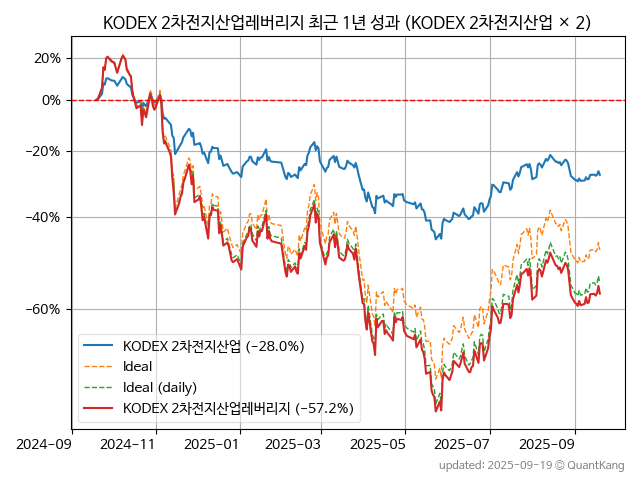 KODEX 2차전지산업레버리지 최근 1년 성과 (KODEX 2차전지산업 × 2)
20%
0%
−20%
−40%
−60%
KODEX 2차전지산업 (−28.0%)
Ideal
Ideal (daily)
KODEX 2차전지산업레버리지 (−57.2%)
2024-09 2024-11 2025-01 2025-03 2025-05 2025-07 2025-09
updated: 2025-09-19 © QuantKang